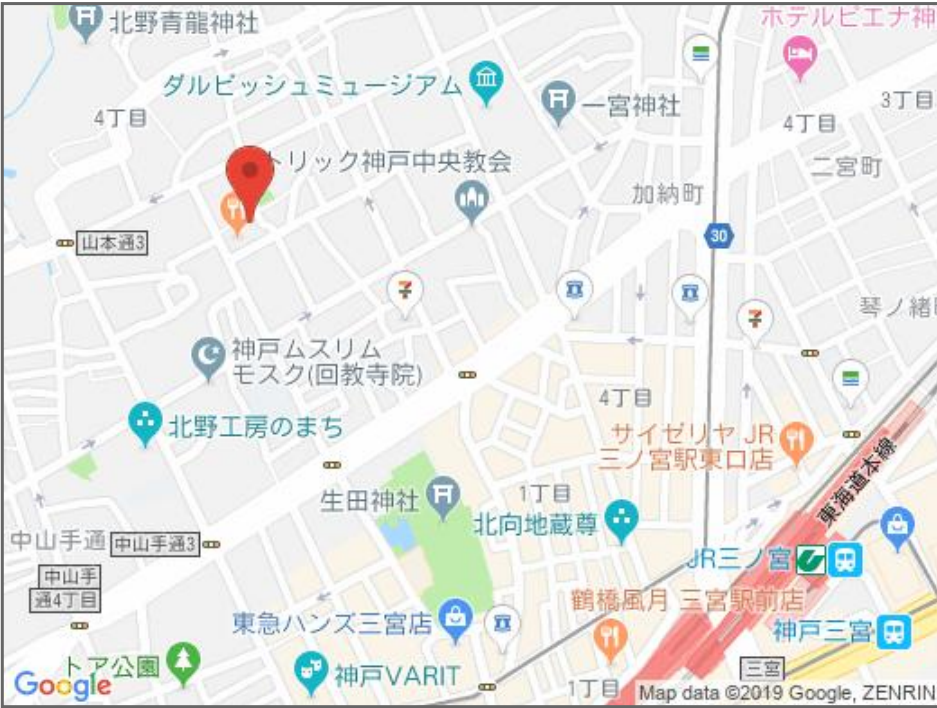 北野青龍神社
ホテルピエナ神
ダルビッシュミュージアム
一宮神社
3丁目
4丁目
4丁目
トリック神戸中央教会
二宮町
加納町
山本通3
30
琴ノ緒
神戸ムスリム
モスク(回教寺院)
4丁目
北野工房のまち
サイゼリヤ JR
三ノ宮駅東口店
東海道本線
生田神社
1丁目
北向地蔵尊
中山手通
中山手通3
JR三ノ宮
中山手
通4丁目
鶴橋風月 三宮駅前店
東急ハンズ三宮店
神戸三宮
トア公園
神戸VARIT
三宮
1丁目
Google
Map data ©2019 Google, ZENRIN